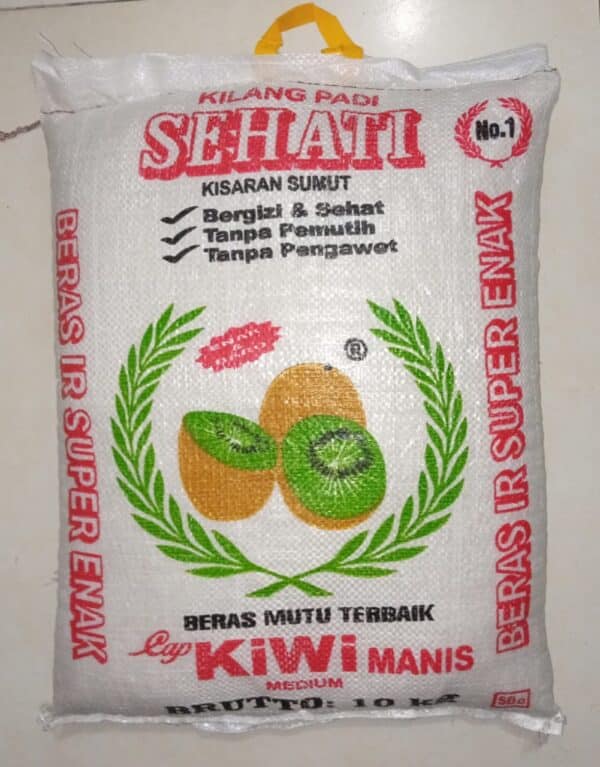 KILANG PADI
SEHATI
No.1
KISARAN SUMUT
Bergizi & Sehat
Tanpa Pemutih
Tanpa Pengawet
BERAS IR SUPER ENAK
BERAS IR SUPER ENAK
ENAK
&
®
BERAS MUTU TERBAIK
Cap KiWi MANIS
MEDIUM
BRUTTO: 10 KG